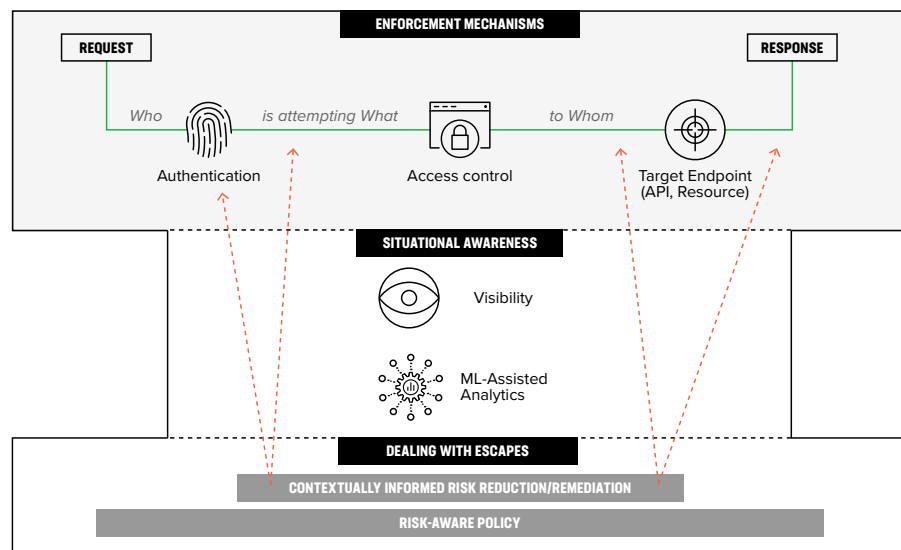 ENFORCEMENT MECHANISMS
REQUEST
RESPONSE
Who
is attempting What
to Whom
Authentication
Access control
Target Endpoint
(API, Resource)
SITUATIONAL AWARENESS
Visibility
ML-Assisted
Analytics
DEALING WITH ESCAPES
CONTEXTUALLY INFORMED RISK REDUCTION/REMEDIATION
RISK-AWARE POLICY